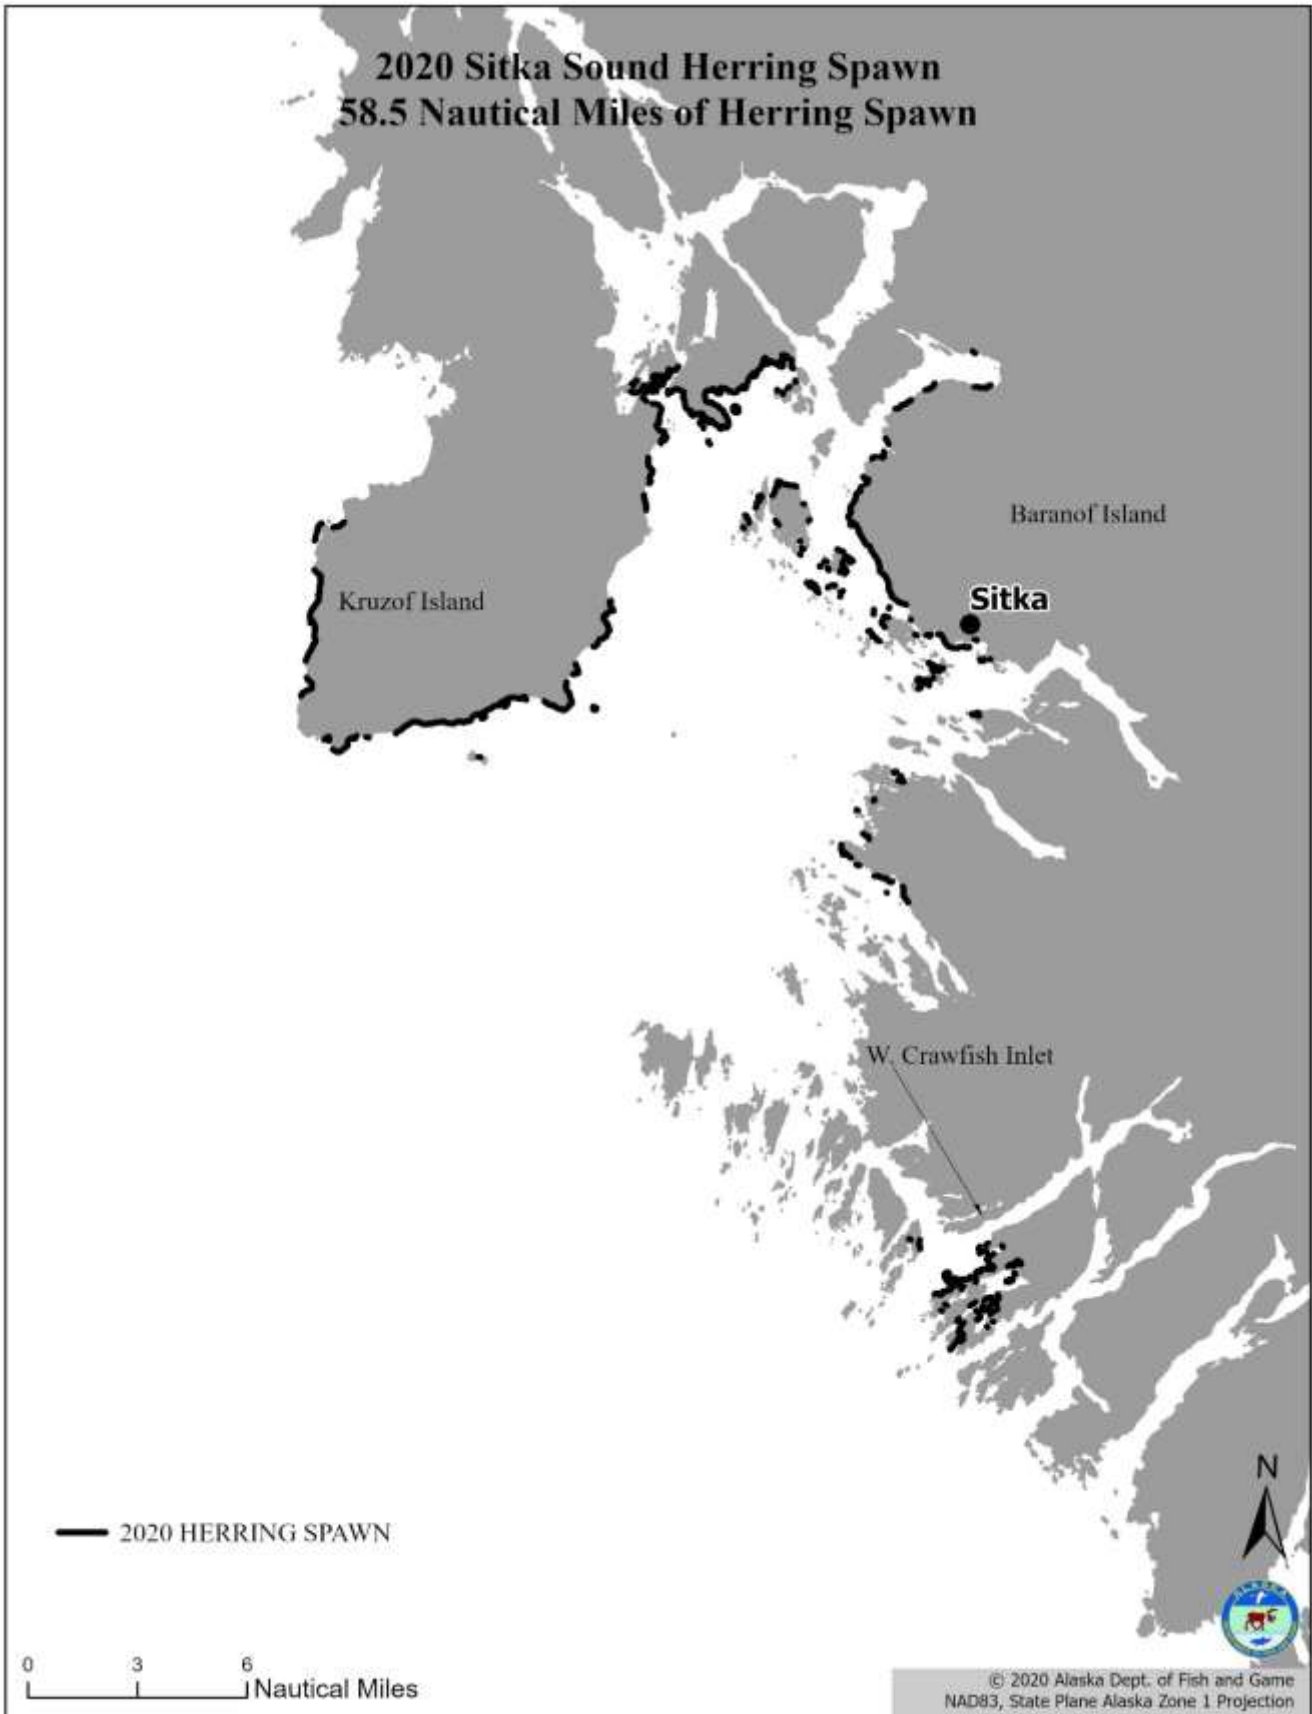 2020 Sitka Sound Herring Spawn
58.5 Nautical Miles of Herring Spawn
Baranof Island
Sitka
Kruzof Island
W. Crawfish Inlet
N
2020 HERRING SPAWN
ALASKA
0 3 6
Nautical Miles
© 2020 Alaska Dept. of Fish and Game
NAD83, State Plane Alaska Zone 1 Projection